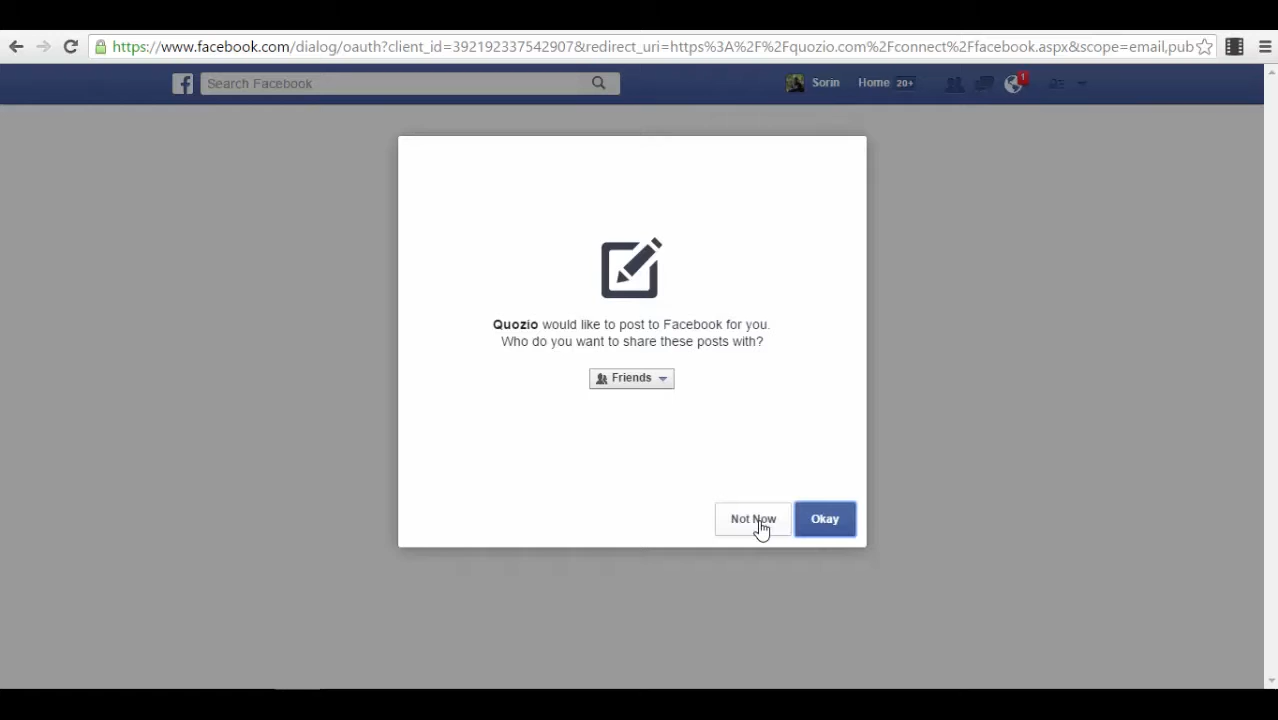 https://www.facebook.com/dialog/oauth?client_id=392192337542907&redirect_uri=https%3A%2F%2Fquozio.com%2Fconnect%2Ffacebook.aspx&scope=email,pub
f Search Facebook Sorin Home 20+ 1
Quozio would like to post to Facebook for you.
Who do you want to share these posts with?
Friends
Not Now Okay